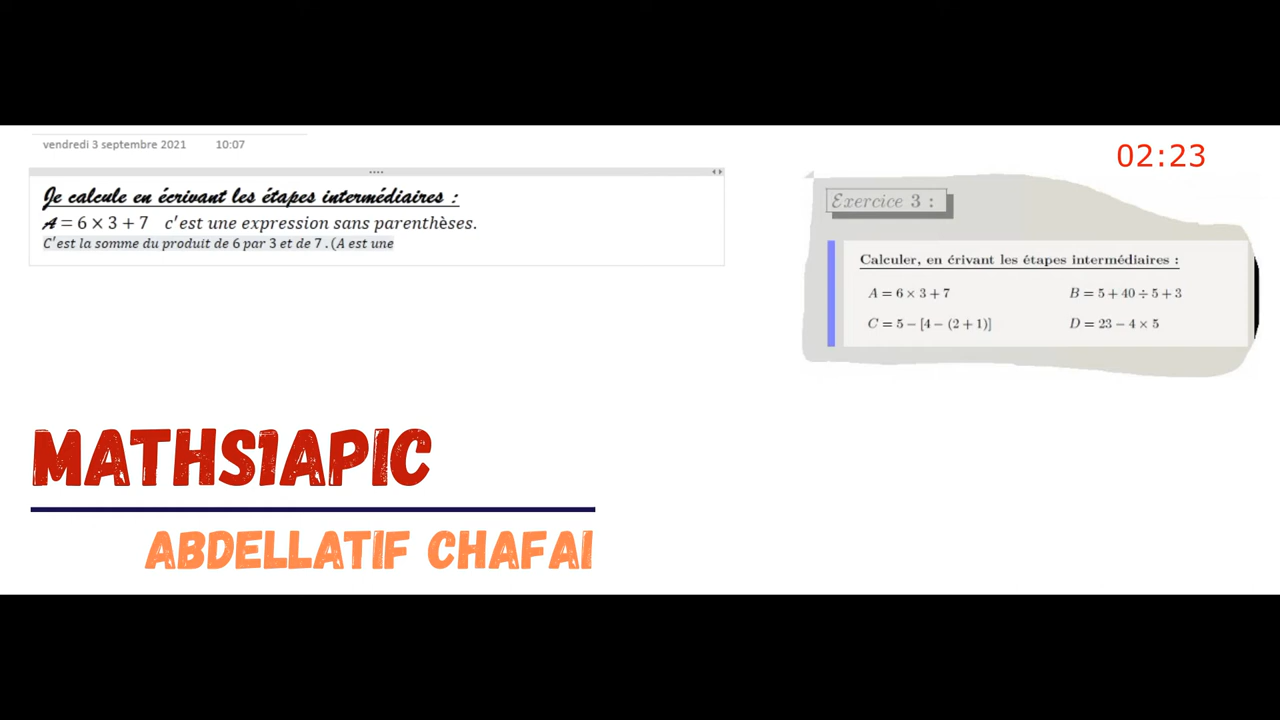 vendredi 3 septembre 2021 10:07
02:23
Je calcule en écrivant les étapes intermédiaires :
A = 6 × 3 + 7 c'est une expression sans parenthèses.
C'est la somme du produit de 6 par 3 et de 7 . (A est une
Exercice 3 :
Calculer, en érivant les étapes intermédiaires :
A = 6 × 3 + 7 B = 5 + 40 ÷ 5 + 3
C = 5 − [4 − (2 + 1)] D = 23 − 4 × 5
MATHS1APIC
ABDELLATIF CHAFAI